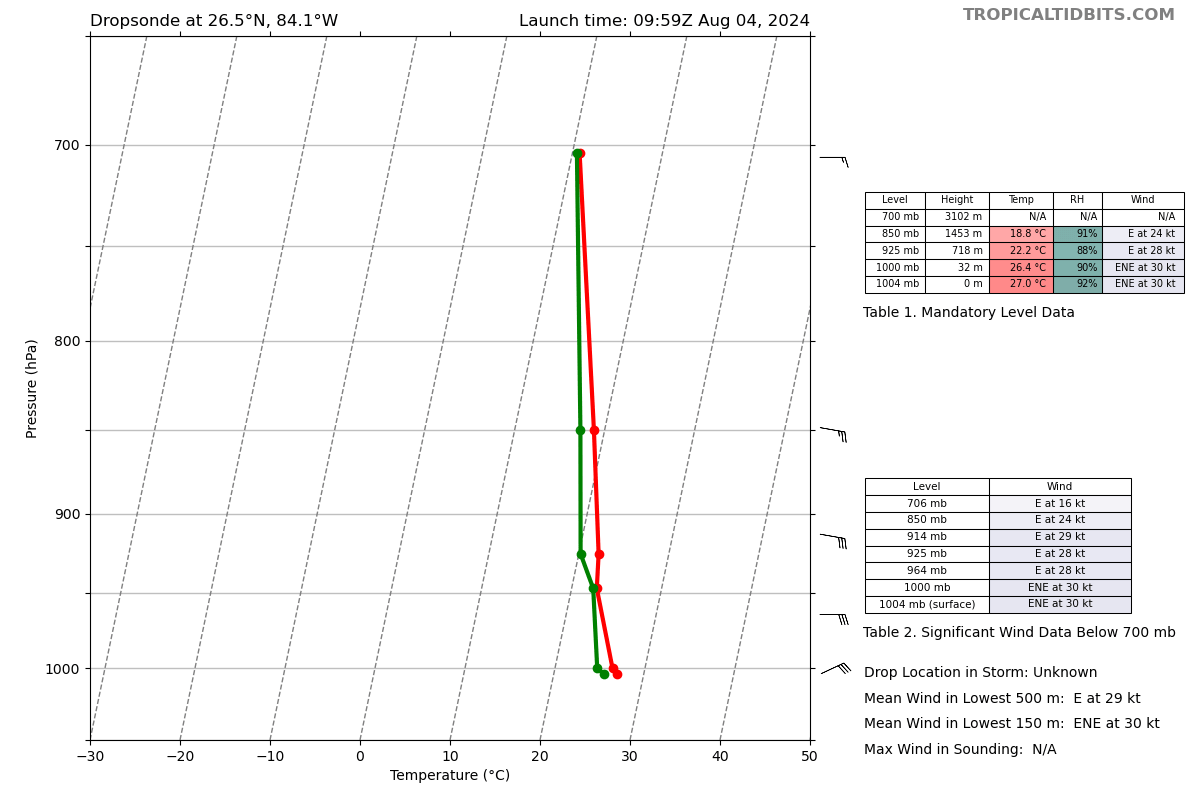 Dropsonde at 26.5°N, 84.1°W
Launch time: 09:59Z Aug 04, 2024
TROPICALTIDBITS.COM
700
800
900
1000
Pressure (hPa)
−30 −20 −10 0 10 20 30 40 50
Temperature (°C)
Level Height Temp RH Wind
700 mb 3102 m N/A N/A N/A
850 mb 1453 m 18.8 °C 91% E at 24 kt
925 mb 718 m 22.2 °C 88% E at 28 kt
1000 mb 32 m 26.4 °C 90% ENE at 30 kt
1004 mb 0 m 27.0 °C 92% ENE at 30 kt
Table 1. Mandatory Level Data
Level Wind
706 mb E at 16 kt
850 mb E at 24 kt
914 mb E at 29 kt
925 mb E at 28 kt
964 mb E at 28 kt
1000 mb ENE at 30 kt
1004 mb (surface) ENE at 30 kt
Table 2. Significant Wind Data Below 700 mb
Drop Location in Storm: Unknown
Mean Wind in Lowest 500 m: E at 29 kt
Mean Wind in Lowest 150 m: ENE at 30 kt
Max Wind in Sounding: N/A